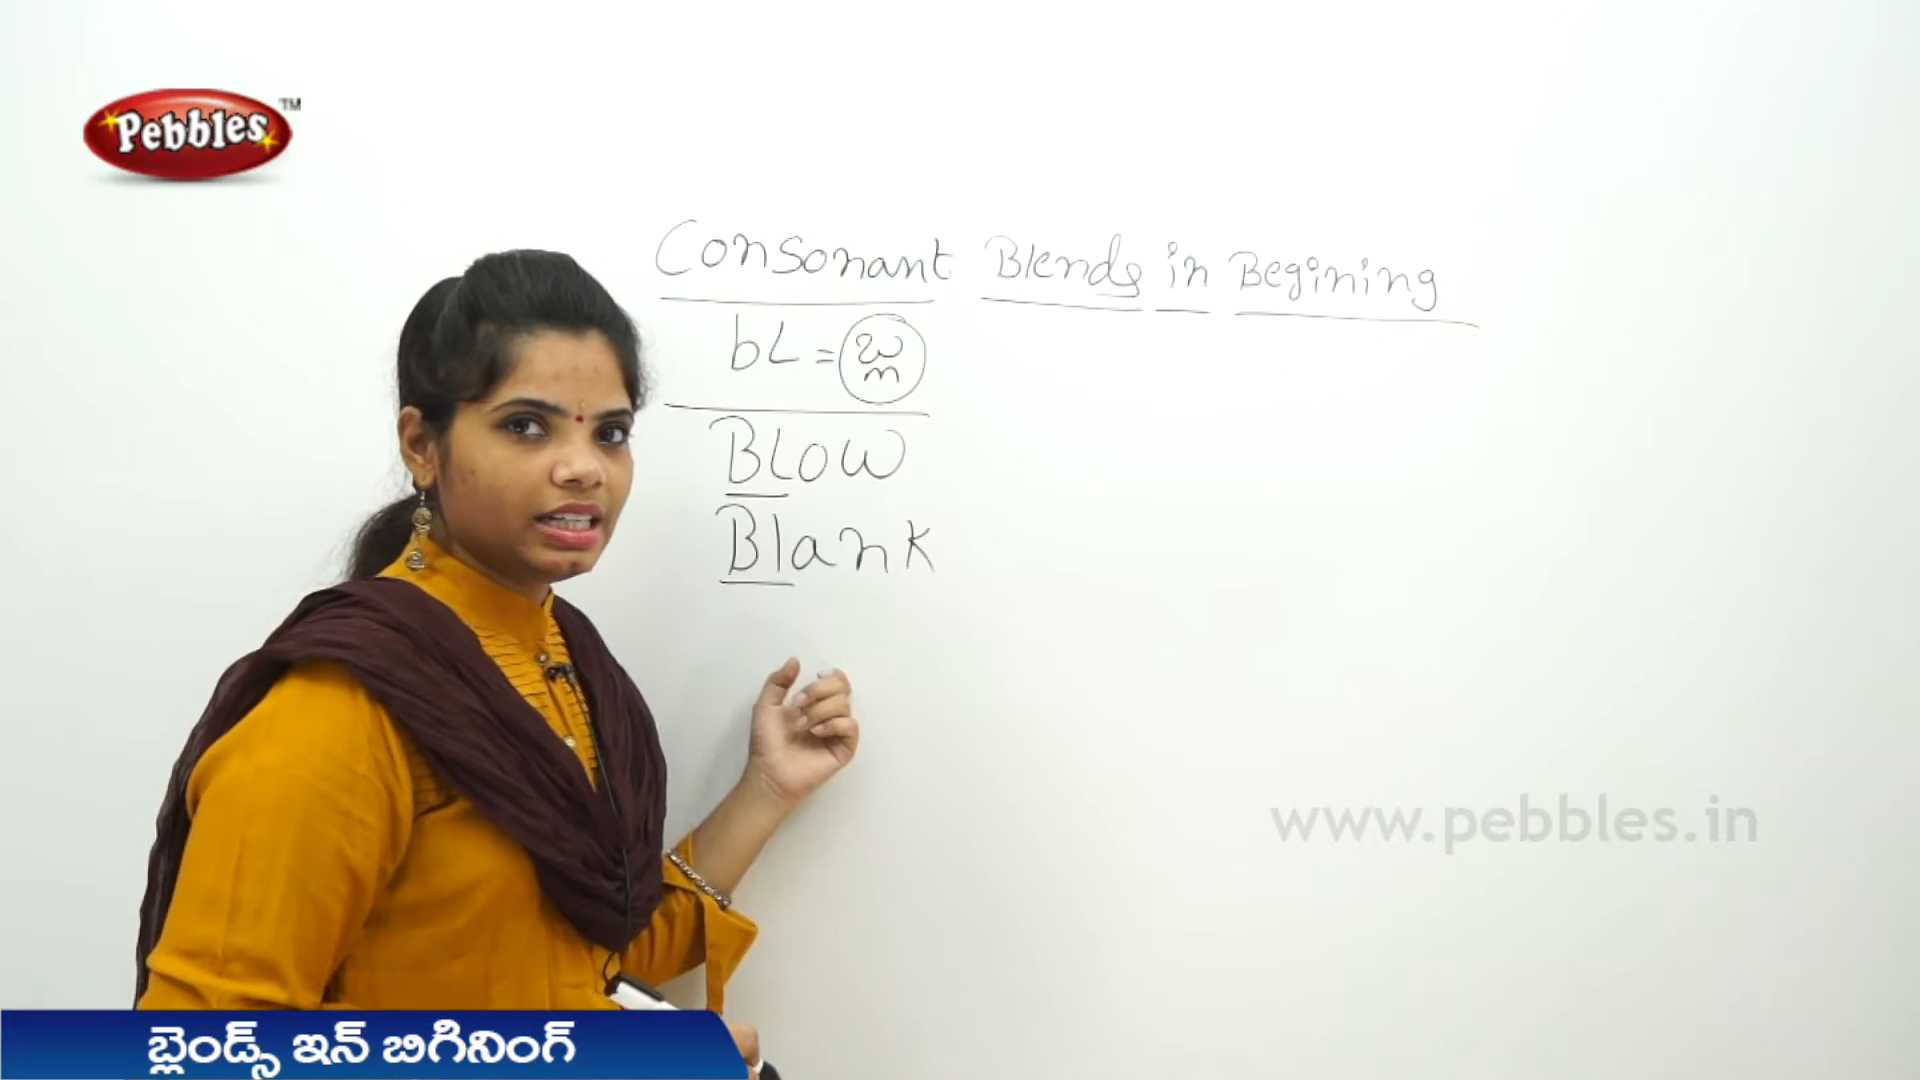 Pebbles TM
Consonant Blends in Begining
bL = బ్ల
BLOW
Blank
www.pebbles.in
బ్లెండ్స్ ఇన్ బిగినింగ్